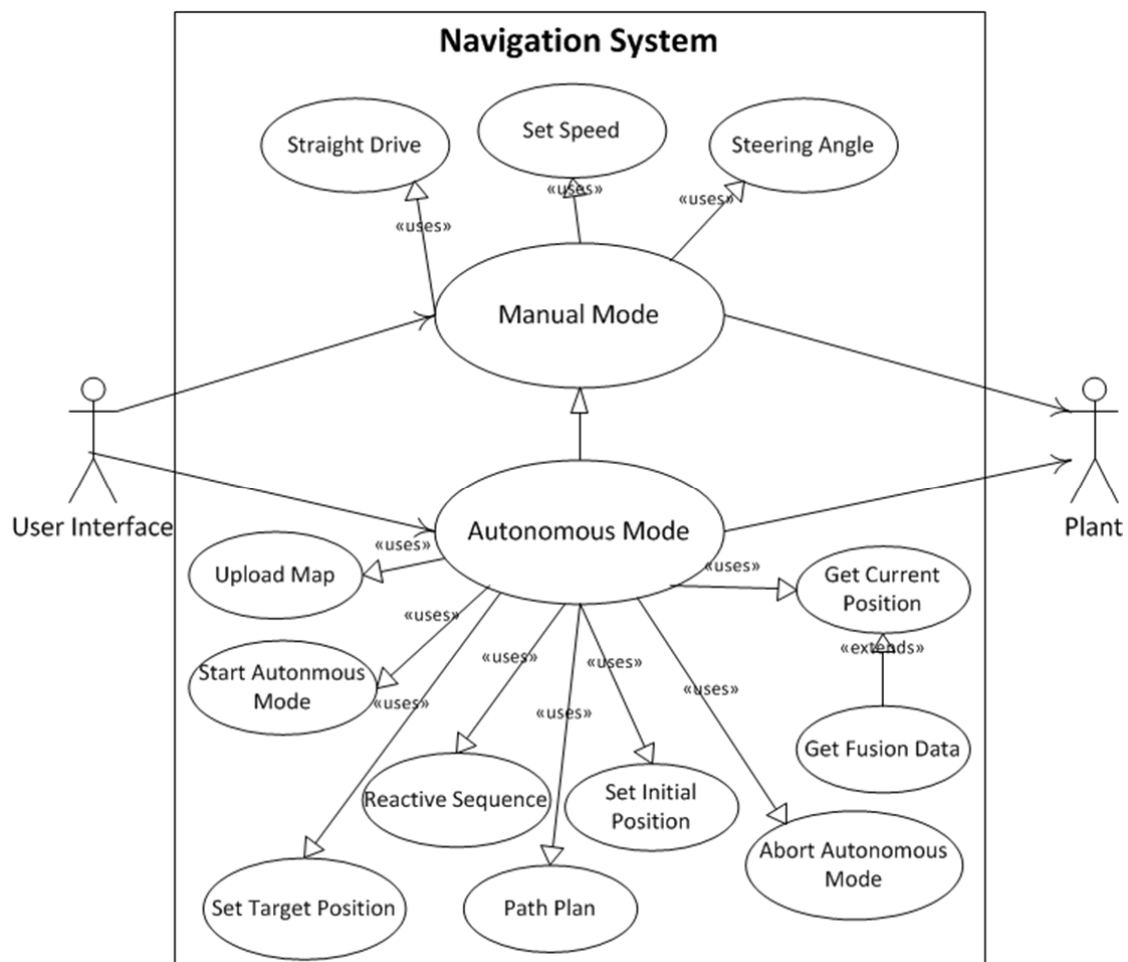 Navigation System
Straight Drive
Set Speed
Steering Angle
«uses»
«uses»
«uses»
Manual Mode
User Interface
Plant
Autonomous Mode
«uses»
«uses»
Upload Map
Get Current
Position
«uses»
«extends»
Start Autonmous
Mode
«uses»
«uses»
«uses»
«uses»
«uses»
Get Fusion Data
Reactive Sequence
Set Initial
Position
Abort Autonomous
Mode
Set Target Position
Path Plan